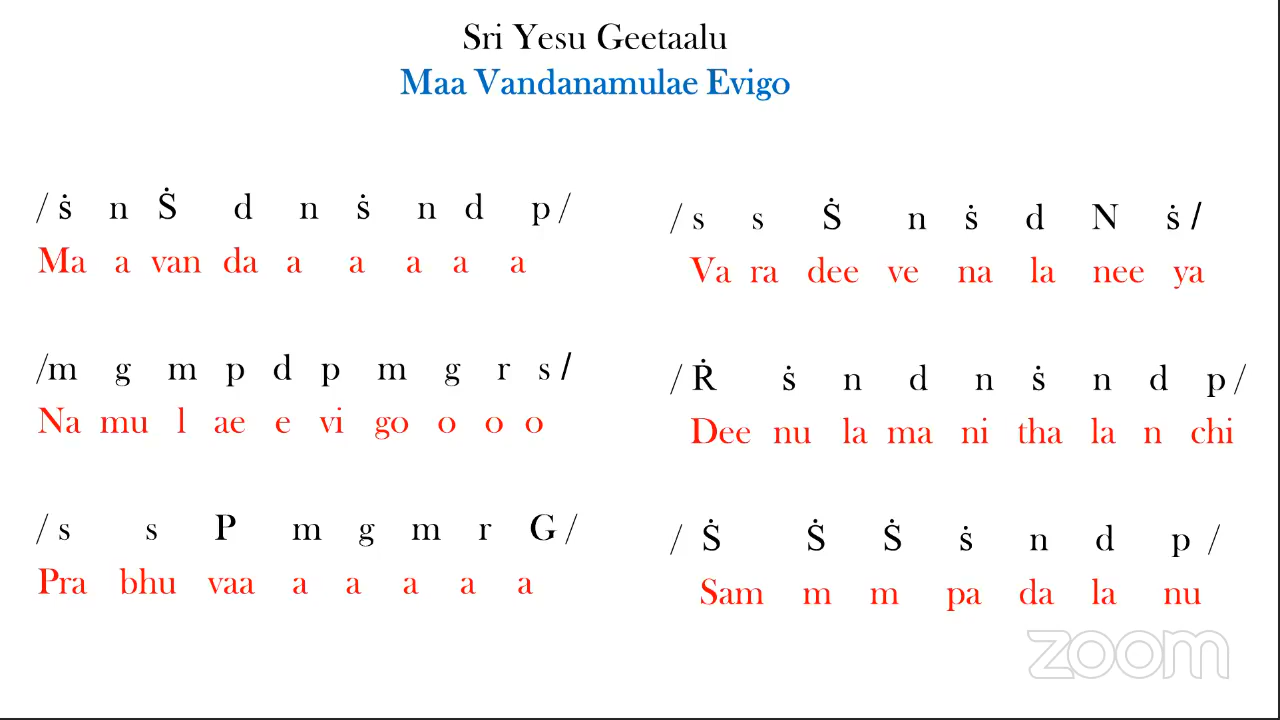 Sri Yesu Geetaalu
Maa Vandanamulae Evigo
/ ṡ n Ṡ d n ṡ n d p /
Ma a van da a a a a a
/m g m p d p m g r s /
Na mu l ae e vi go o o o
/ s s P m g m r G /
Pra bhu vaa a a a a a
/ s s Ṡ n ṡ d N ṡ /
Va ra dee ve na la nee ya
/ Ṙ ṡ n d n ṡ n d p /
Dee nu la ma ni tha la n chi
/ Ṡ Ṡ Ṡ ṡ n d p /
Sam m m pa da la nu
zoom